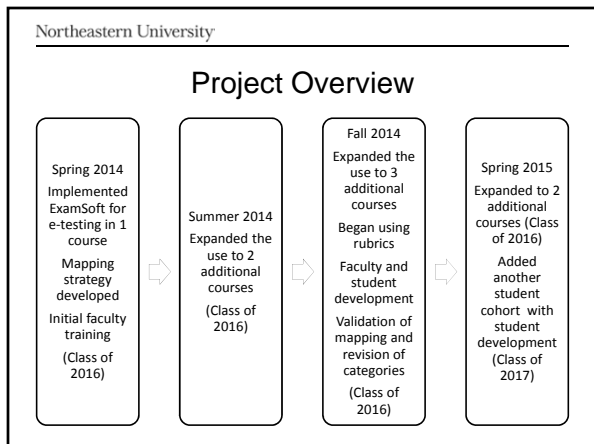 Northeastern University
Project Overview
Spring 2014
Implemented
ExamSoft for
e-testing in 1
course
Mapping
strategy
developed
Initial faculty
training
(Class of
2016)
Summer 2014
Expanded the
use to 2
additional
courses
(Class of
2016)
Fall 2014
Expanded the
use to 3
additional
courses
Began using
rubrics
Faculty and
student
development
Validation of
mapping and
revision of
categories
(Class of
2016)
Spring 2015
Expanded to 2
additional
courses (Class
of 2016)
Added
another
student
cohort with
student
development
(Class of
2017)